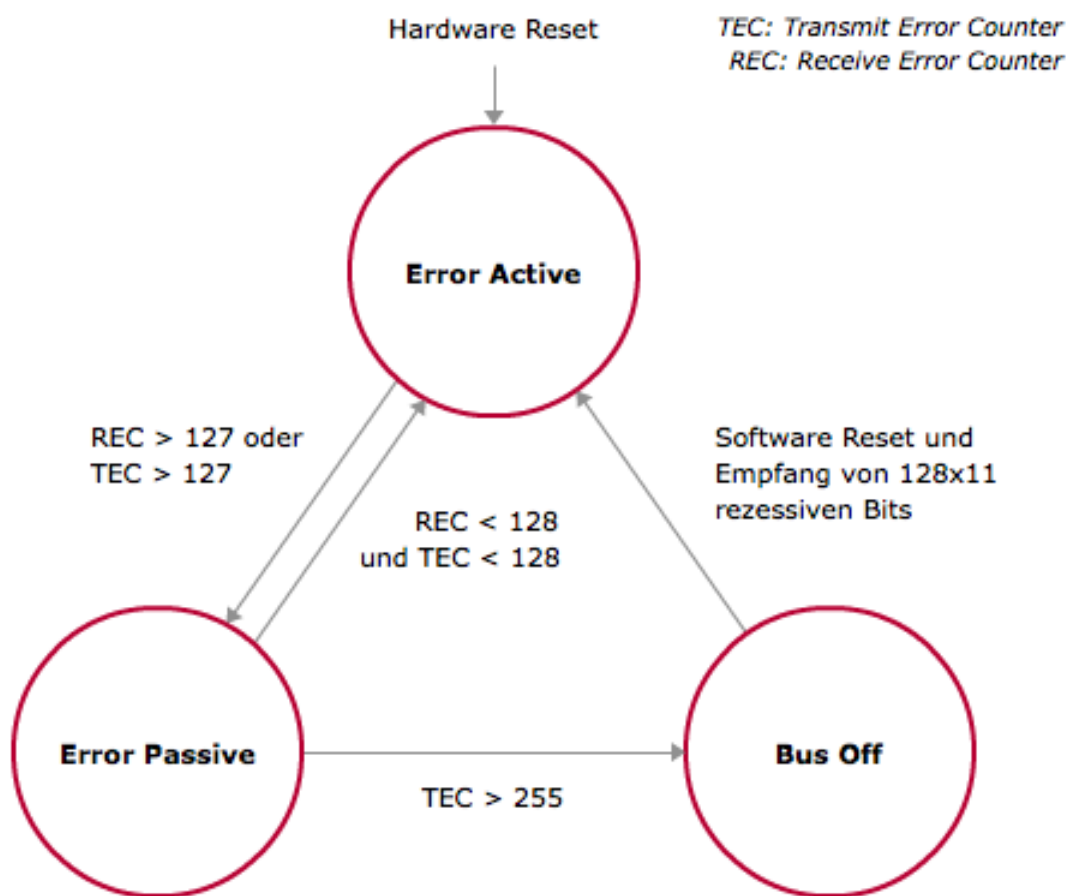 Hardware Reset
TEC: Transmit Error Counter
REC: Receive Error Counter
Error Active
REC > 127 oder
TEC > 127
REC < 128
und TEC < 128
Software Reset und
Empfang von 128x11
rezessiven Bits
Error Passive
TEC > 255
Bus Off